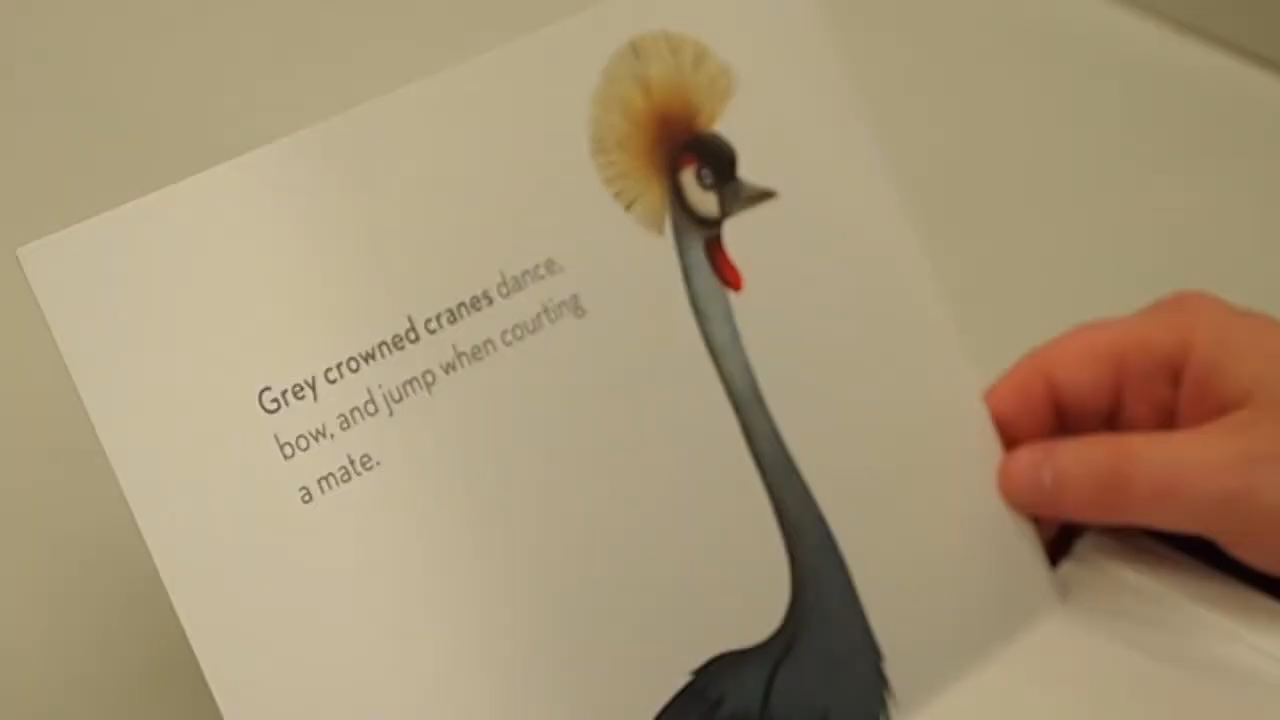 Grey crowned cranes dance,
bow, and jump when courting
a mate.